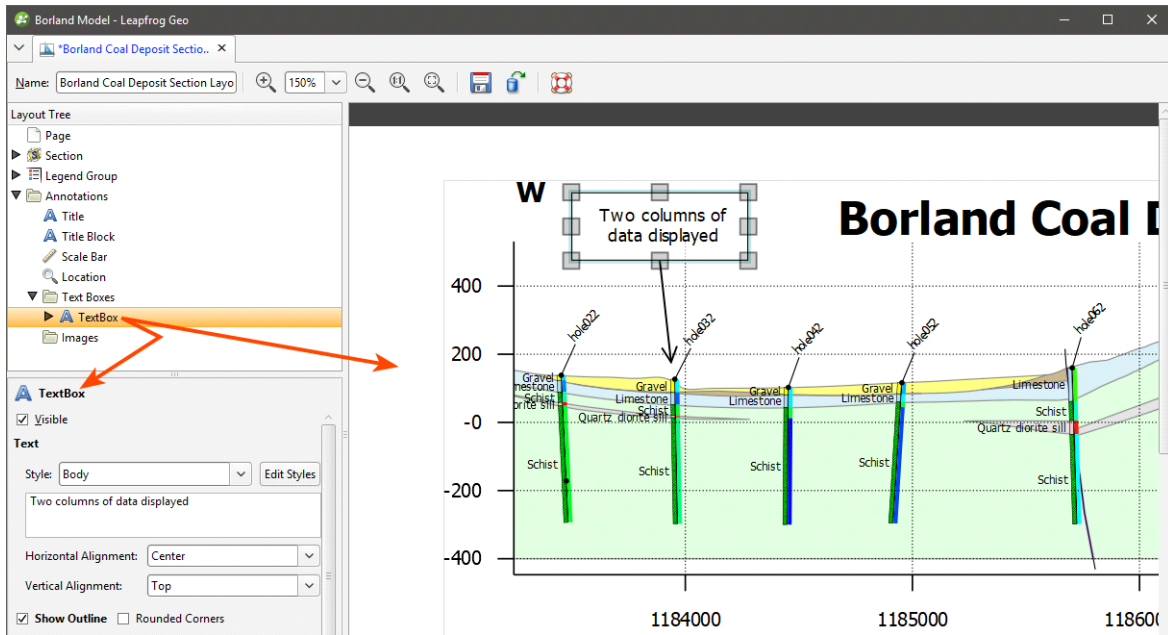 Borland Model - Leapfrog Geo
*Borland Coal Deposit Sectio..
Name: Borland Coal Deposit Section Layo 150%
Layout Tree
Page
Section
Legend Group
Annotations
Title
Title Block
Scale Bar
Location
Text Boxes
TextBox
Images
TextBox
Visible
Text
Style: Body Edit Styles
Two columns of data displayed
Horizontal Alignment: Center
Vertical Alignment: Top
Show Outline Rounded Corners
W
Two columns of
data displayed
Borland Coal
400
200
-0
-200
-400
hole022
hole032
hole042
hole052
hole062
Gravel
Schist
Schist
Gravel
Limestone
Schist
Quartz diorite sill
Schist
Gravel
Limestone
Schist
Gravel
Limestone
Schist
Limestone
Schist
Quartz diorite sill
Schist
1184000
1185000
118600